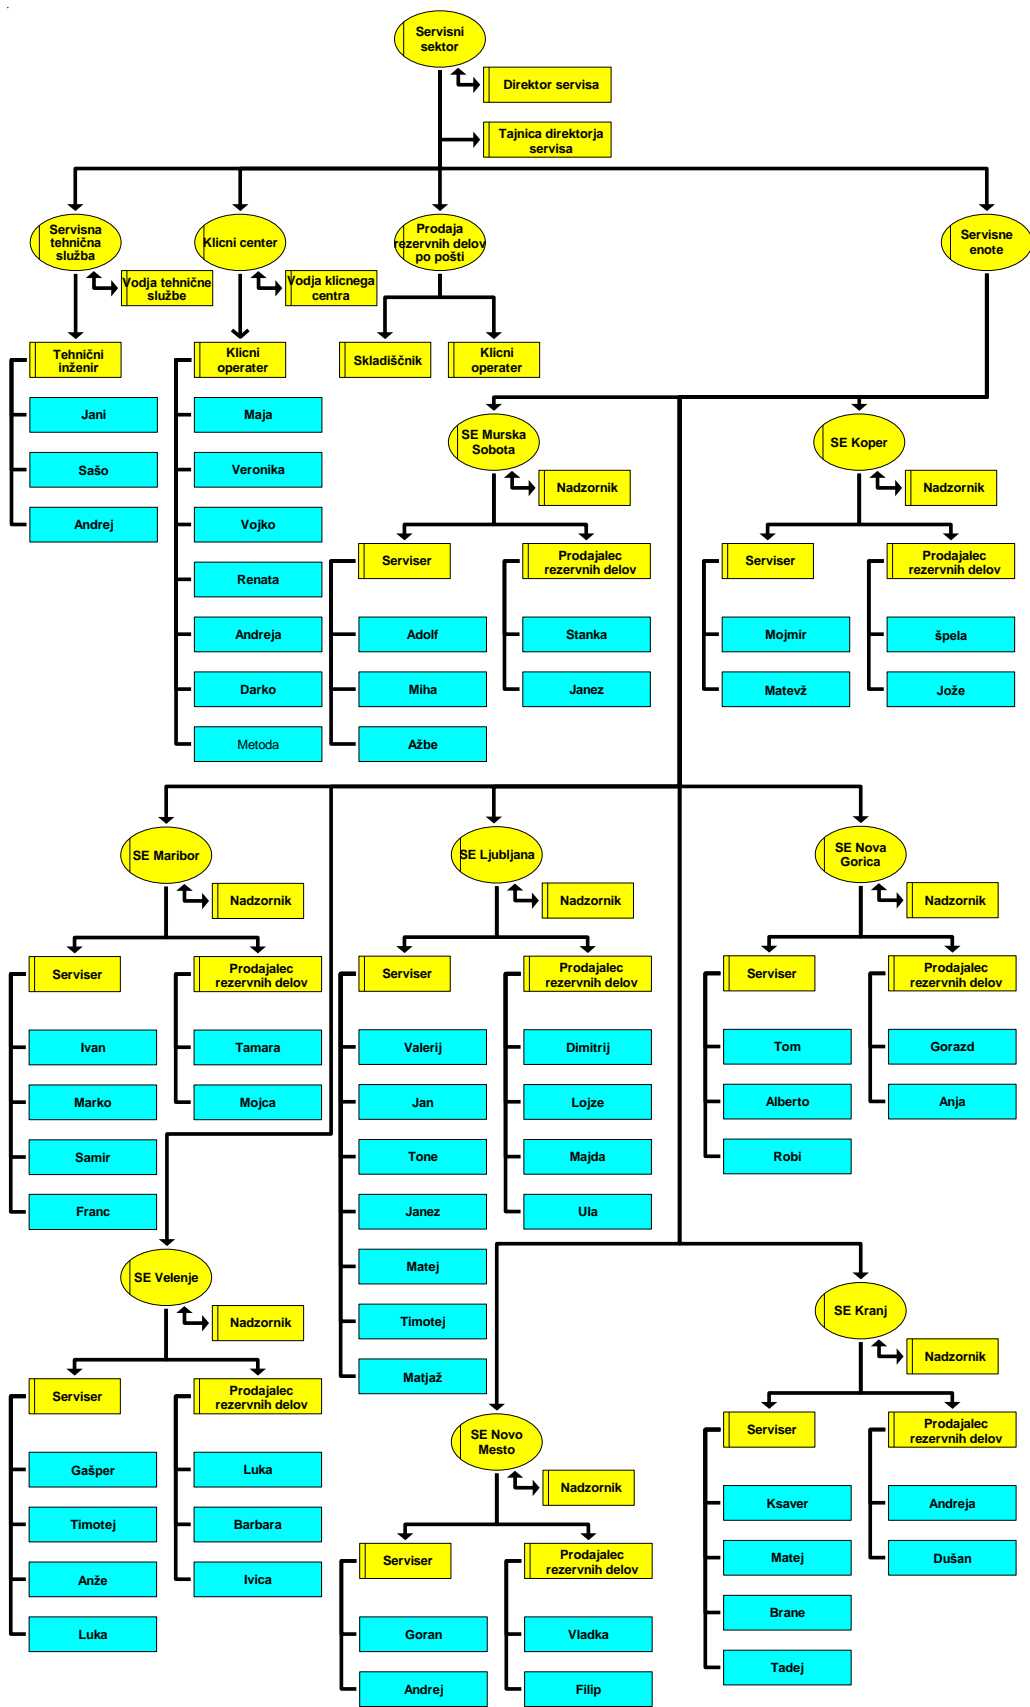 Servisni
sektor
Direktor servisa
Tajnica direktorja
servisa
Servisna
tehnična
služba
Klicni center
Prodaja
rezervnih delov
po pošti
Servisne
enote
Vodja tehnične
službe
Vodja klicnega
centra
Tehnični
inženir
Klicni
operater
Skladiščnik
Klicni
operater
Jani
Sašo
Andrej
Maja
Veronika
Vojko
Renata
Andreja
Darko
Metoda
SE Murska
Sobota
Nadzornik
Serviser
Prodajalec
rezervnih delov
Adolf
Miha
Ažbe
Stanka
Janez
SE Koper
Nadzornik
Serviser
Prodajalec
rezervnih delov
Mojmir
Matevž
špela
Jože
SE Maribor
Nadzornik
Serviser
Prodajalec
rezervnih delov
Ivan
Marko
Samir
Franc
Tamara
Mojca
SE Ljubljana
Nadzornik
Serviser
Prodajalec
rezervnih delov
Valerij
Jan
Tone
Janez
Matej
Timotej
Matjaž
Dimitrij
Lojze
Majda
Ula
SE Nova
Gorica
Nadzornik
Serviser
Prodajalec
rezervnih delov
Tom
Alberto
Robi
Gorazd
Anja
SE Velenje
Nadzornik
Serviser
Prodajalec
rezervnih delov
Gašper
Timotej
Anže
Luka
Luka
Barbara
Ivica
SE Novo
Mesto
Nadzornik
Serviser
Prodajalec
rezervnih delov
Goran
Andrej
Vladka
Filip
SE Kranj
Nadzornik
Serviser
Prodajalec
rezervnih delov
Ksaver
Matej
Brane
Tadej
Andreja
Dušan